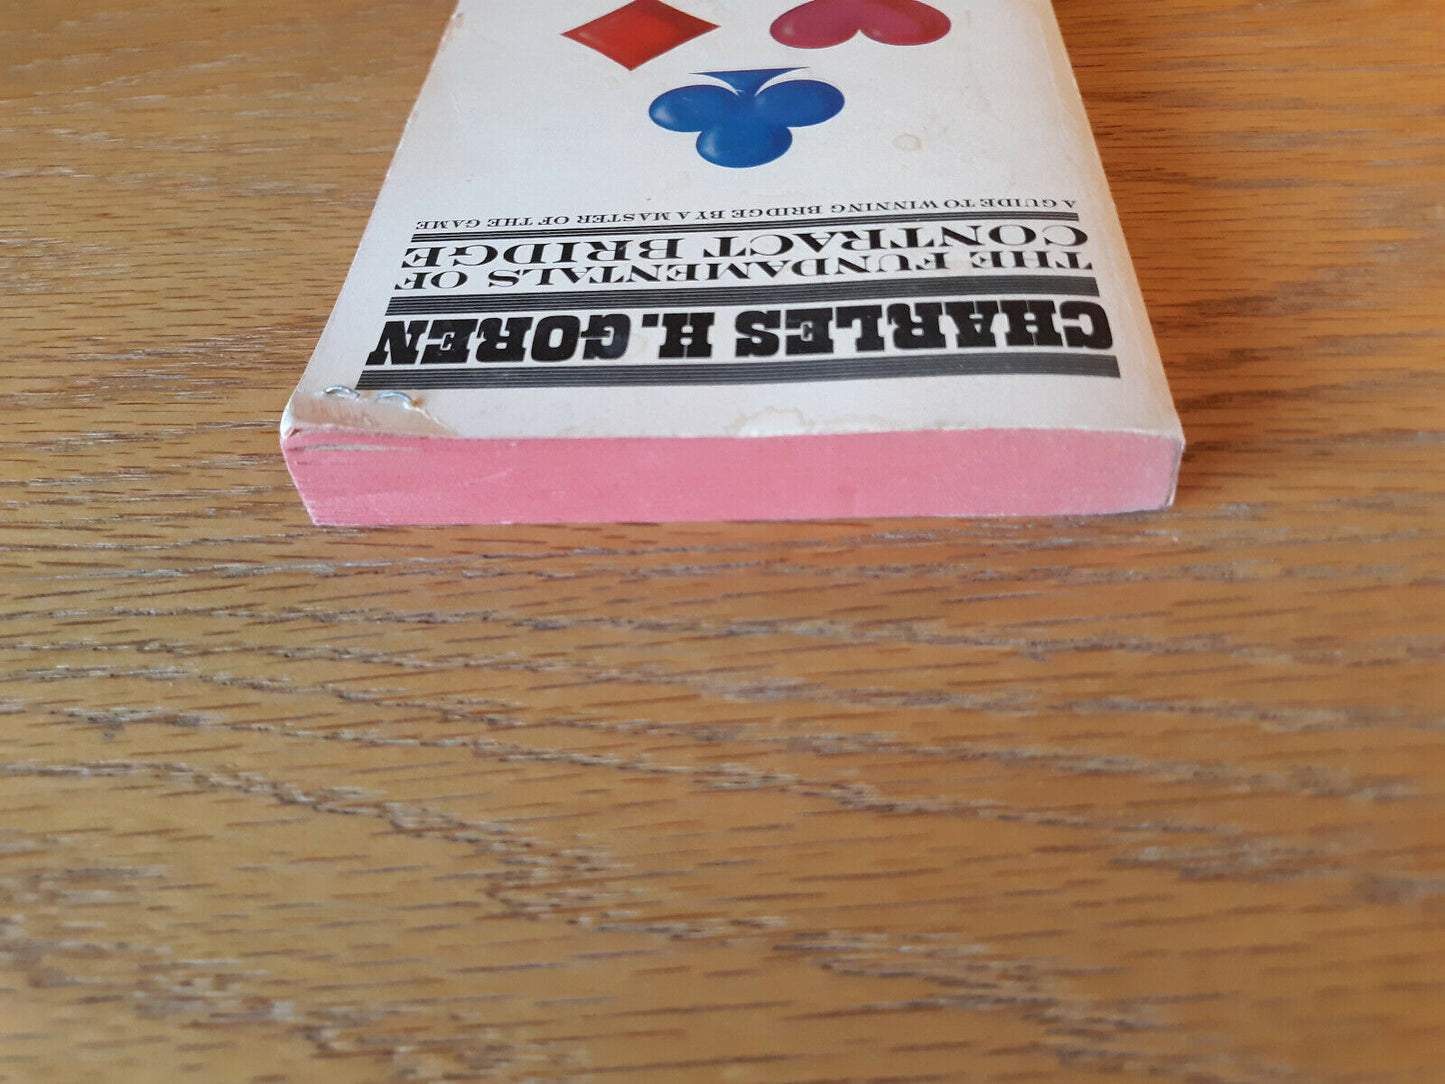 CHARLES H. GOREN
THE FUNDAMENTALS OF
CONTRACT BRIDGE
A GUIDE TO WINNING BRIDGE BY A MASTER OF THE GAME